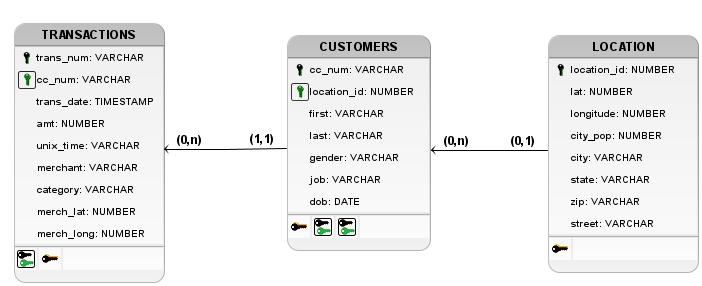 TRANSACTIONS
trans_num: VARCHAR
cc_num: VARCHAR
trans_date: TIMESTAMP
amt: NUMBER
unix_time: VARCHAR
merchant: VARCHAR
category: VARCHAR
merch_lat: NUMBER
merch_long: NUMBER
(0,n)
(1,1)
CUSTOMERS
cc_num: VARCHAR
location_id: NUMBER
first: VARCHAR
last: VARCHAR
gender: VARCHAR
job: VARCHAR
dob: DATE
(0,n)
(0,1)
LOCATION
location_id: NUMBER
lat: NUMBER
longitude: NUMBER
city_pop: NUMBER
city: VARCHAR
state: VARCHAR
zip: VARCHAR
street: VARCHAR